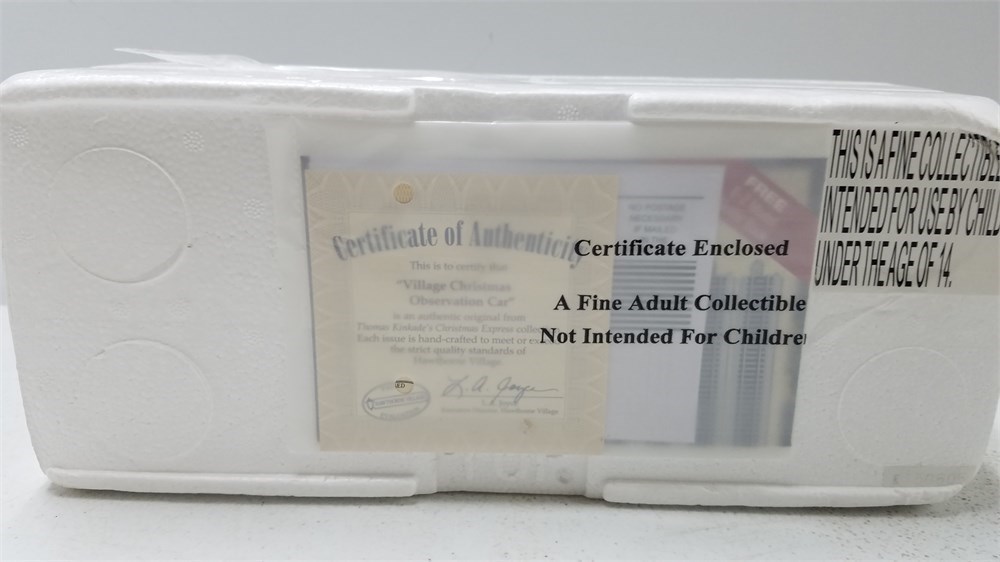 Certificate of Authenticity
This is to certify that
"Village Christmas
Observation Car"
is an authentic original from
Thomas Kinkade's Christmas Express
Each issue is hand-crafted to meet or
the strict quality standards of
Hawthorne Village.
L. A. Jorge
Hawthorne Village
FREE
NO POSTAGE
NECESSARY
IF MAILED
Certificate Enclosed
A Fine Adult Collectible
Not Intended For Childre
THIS IS A FINE COLLECTIBLE
INTENDED FOR USE BY CHILD
UNDER THE AGE OF 14.